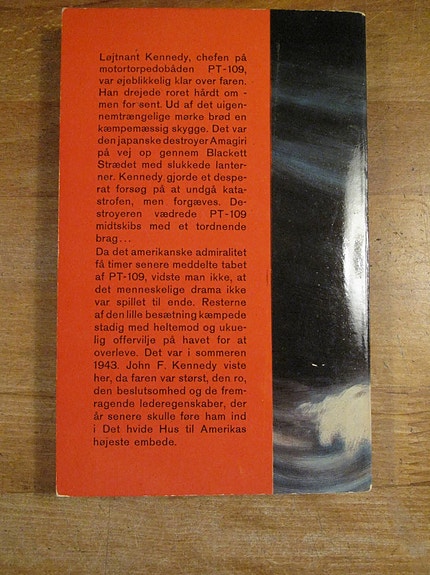 Løjtnant Kennedy, chefen på
motortorpedobåden PT-109,
var øjeblikkelig klar over faren.
Han drejede roret hårdt om -
men for sent. Ud af det uigen-
nemtrængelige mørke brød en
kæmpemæssig skygge. Det var
den japanske destroyer Amagiri
på vej op gennem Blackett
Strædet med slukkede lanter-
ner. Kennedy gjorde et despe-
rat forsøg på at undgå kata-
strofen, men forgæves. De-
stroyeren vædrede PT-109
midtskibs med et tordnende
brag...
Da det amerikanske admiralitet
få timer senere meddelte tabet
af PT-109, vidste man ikke, at
det menneskelige drama ikke
var spillet til ende. Resterne
af den lille besætning kæmpede
stadig med heltemod og ukue-
lig offervilje på havet for at
overleve. Det var i sommeren
1943. John F. Kennedy viste
her, da faren var størst, den ro,
den beslutsomhed og de frem-
ragende lederegenskaber, der
år senere skulle føre ham ind
i Det hvide Hus til Amerikas
højeste embede.